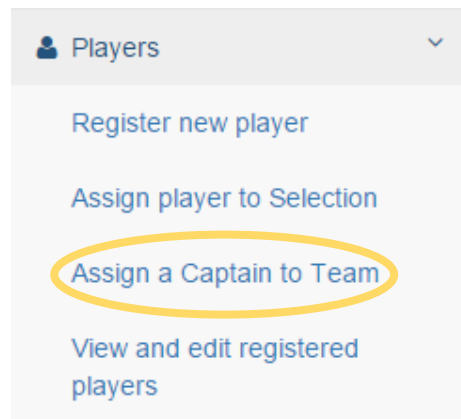 Players
Register new player
Assign player to Selection
Assign a Captain to Team
View and edit registered
players